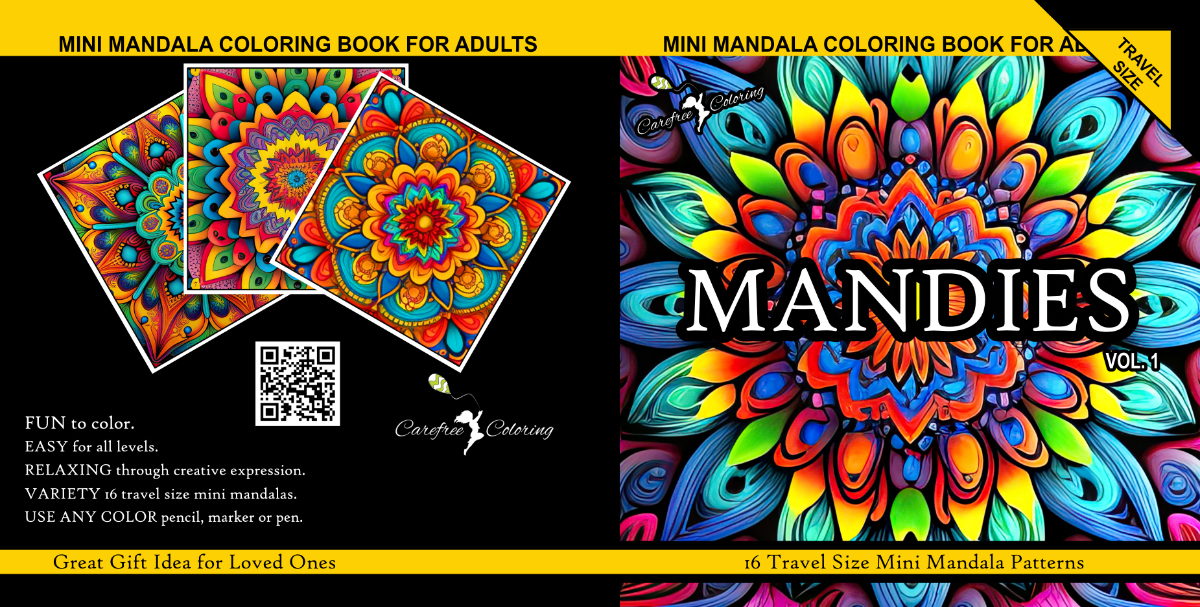 MINI MANDALA COLORING BOOK FOR ADULTS
Carefree Coloring
FUN to color.
EASY for all levels.
RELAXING through creative expression.
VARIETY 16 travel size mini mandalas.
USE ANY COLOR pencil, marker or pen.
Great Gift Idea for Loved Ones
MINI MANDALA COLORING BOOK FOR AD
TRAVEL
SIZE
Carefree Coloring
MANDIES
VOL. 1
16 Travel Size Mini Mandala Patterns